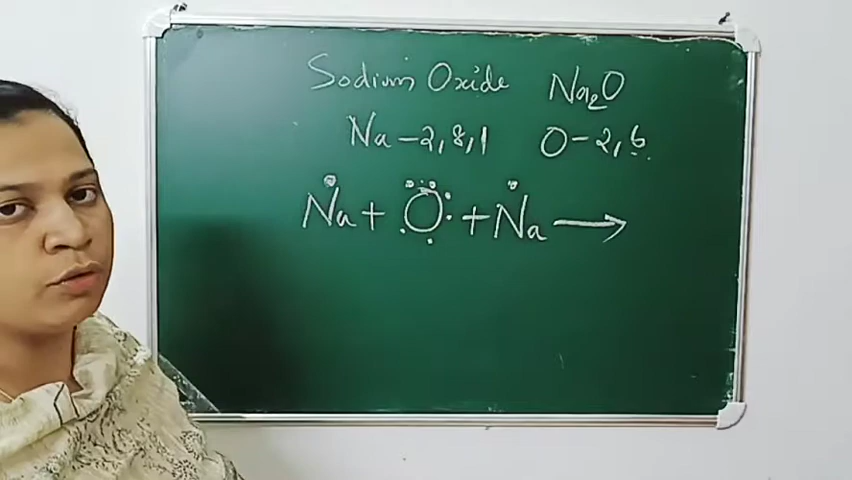 Sodium Oxide Na₂O
Na – 2, 8, 1 O – 2, 6
Na + O + Na ⟶